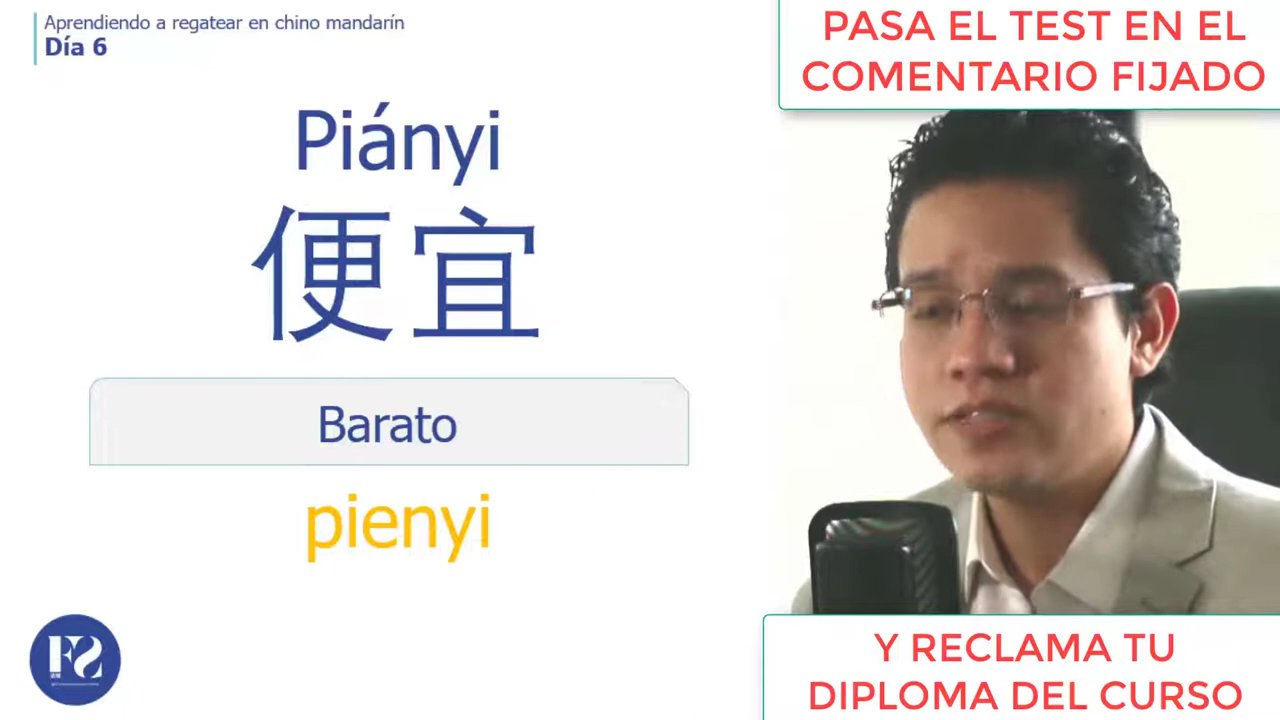 Aprendiendo a regatear en chino mandarín
Día 6
Piányi
便宜
Barato
pienyi
FS
PASA EL TEST EN EL
COMENTARIO FIJADO
Y RECLAMA TU
DIPLOMA DEL CURSO